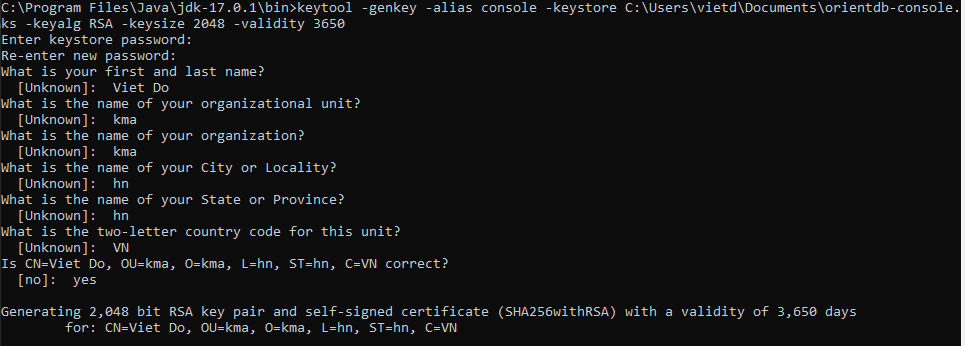 C:\Program Files\Java\jdk-17.0.1\bin>keytool -genkey -alias console -keystore C:\Users\vietd\Documents\orientdb-console.
ks -keyalg RSA -keysize 2048 -validity 3650
Enter keystore password:
Re-enter new password:
What is your first and last name?
  [Unknown]:  Viet Do
What is the name of your organizational unit?
  [Unknown]:  kma
What is the name of your organization?
  [Unknown]:  kma
What is the name of your City or Locality?
  [Unknown]:  hn
What is the name of your State or Province?
  [Unknown]:  hn
What is the two-letter country code for this unit?
  [Unknown]:  VN
Is CN=Viet Do, OU=kma, O=kma, L=hn, ST=hn, C=VN correct?
  [no]:  yes

Generating 2,048 bit RSA key pair and self-signed certificate (SHA256withRSA) with a validity of 3,650 days
        for: CN=Viet Do, OU=kma, O=kma, L=hn, ST=hn, C=VN